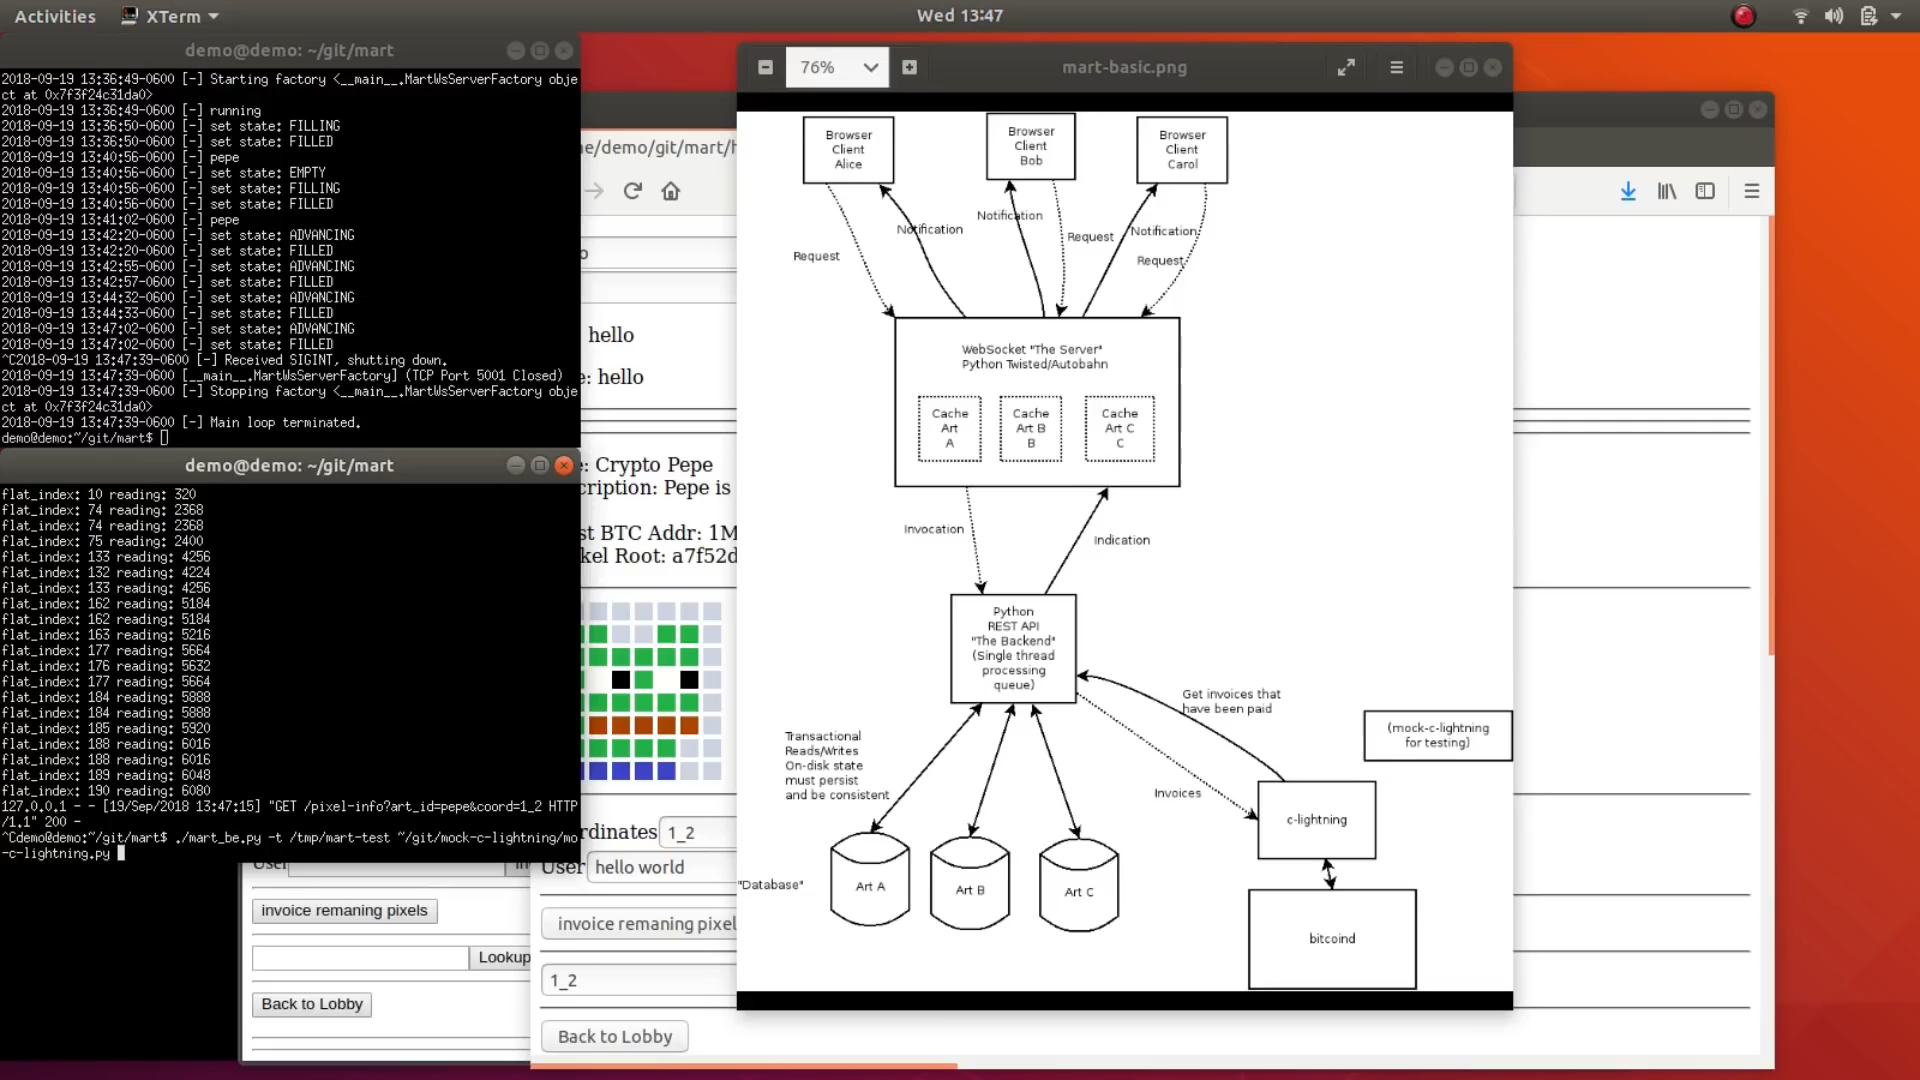 Activities
XTerm
Wed 13:47
demo@demo: ~/git/mart
2018-09-19 13:36:49-0600 [-] Starting factory <__main__.MartWsServerFactory obje
ct at 0x7f3f24c31da0>
2018-09-19 13:36:49-0600 [-] running
2018-09-19 13:36:50-0600 [-] set state: FILLING
2018-09-19 13:36:50-0600 [-] set state: FILLED
2018-09-19 13:40:56-0600 [-] pepe
2018-09-19 13:40:56-0600 [-] set state: EMPTY
2018-09-19 13:40:56-0600 [-] set state: FILLING
2018-09-19 13:40:56-0600 [-] set state: FILLED
2018-09-19 13:41:02-0600 [-] pepe
2018-09-19 13:42:20-0600 [-] set state: ADVANCING
2018-09-19 13:42:20-0600 [-] set state: FILLED
2018-09-19 13:42:55-0600 [-] set state: ADVANCING
2018-09-19 13:42:57-0600 [-] set state: FILLED
2018-09-19 13:44:32-0600 [-] set state: ADVANCING
2018-09-19 13:44:33-0600 [-] set state: FILLED
2018-09-19 13:47:02-0600 [-] set state: ADVANCING
2018-09-19 13:47:02-0600 [-] set state: FILLED
^C2018-09-19 13:47:39-0600 [-] Received SIGINT, shutting down.
2018-09-19 13:47:39-0600 [__main__.MartWsServerFactory] (TCP Port 5001 Closed)
2018-09-19 13:47:39-0600 [-] Stopping factory <__main__.MartWsServerFactory obje
ct at 0x7f3f24c31da0>
2018-09-19 13:47:39-0600 [-] Main loop terminated.
demo@demo:~/git/mart$
demo@demo: ~/git/mart
flat_index: 10 reading: 320
flat_index: 74 reading: 2368
flat_index: 74 reading: 2368
flat_index: 75 reading: 2400
flat_index: 133 reading: 4256
flat_index: 132 reading: 4224
flat_index: 133 reading: 4256
flat_index: 162 reading: 5184
flat_index: 162 reading: 5184
flat_index: 163 reading: 5216
flat_index: 177 reading: 5664
flat_index: 176 reading: 5632
flat_index: 177 reading: 5664
flat_index: 184 reading: 5888
flat_index: 184 reading: 5888
flat_index: 185 reading: 5920
flat_index: 188 reading: 6016
flat_index: 188 reading: 6016
flat_index: 189 reading: 6048
flat_index: 190 reading: 6080
127.0.0.1 - - [19/Sep/2018 13:47:15] "GET /pixel-info?art_id=pepe&coord=1_2 HTTP
/1.1" 200 -
^Cdemo@demo:~/git/mart$ ./mart_be.py -t /tmp/mart-test ~/git/mock-c-lightning/mo
-c-lightning.py
User
invoice remaning pixels
Lookup
Back to Lobby
e/demo/git/mart/h
o
hello
e: hello
e: Crypto Pepe
cription: Pepe is
st BTC Addr: 1M
kel Root: a7f52d
rdinates 1_2
User hello world
invoice remaning pixel
1_2
Back to Lobby
76%
mart-basic.png
Browser
Client
Alice
Browser
Client
Bob
Browser
Client
Carol
Notification
Notification
Notification
Request
Request
Request
WebSocket "The Server"
Python Twisted/Autobahn
Cache
Art
A
Cache
Art B
B
Cache
Art C
C
Invocation
Indication
Python
REST API
"The Backend"
(Single thread
processing
queue)
Get invoices that
have been paid
(mock-c-lightning
for testing)
Transactional
Reads/Writes
On-disk state
must persist
and be consistent
Invoices
c-lightning
"Database"
Art A
Art B
Art C
bitcoind